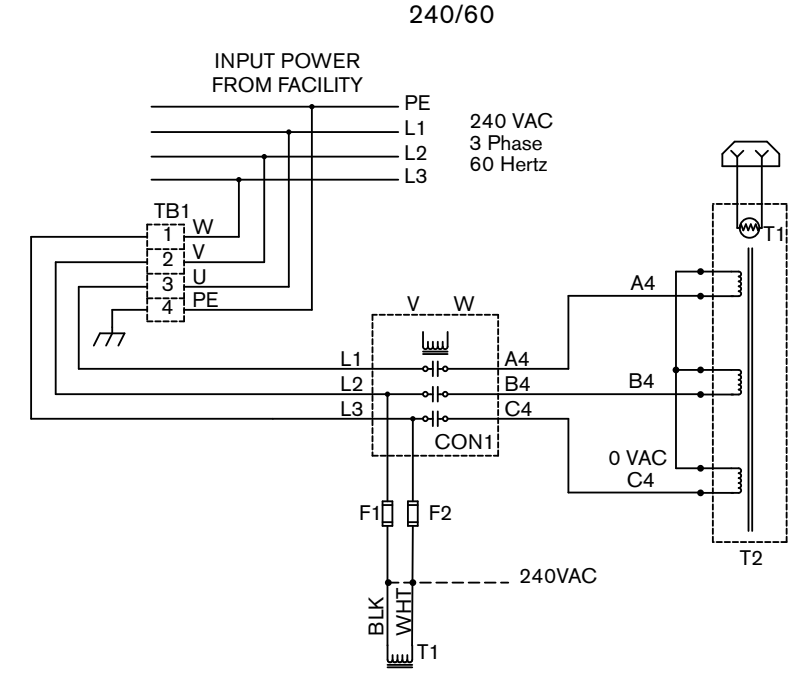 240/60
INPUT POWER
FROM FACILITY
PE
L1
L2
L3
240 VAC
3 Phase
60 Hertz
TB1
1 W
2 V
3 U
4 PE
T1
V W
A4
L1 A4
L2 B4
B4
L3 C4
CON1
0 VAC
C4
F1 F2
T2
240VAC
BLK
WHT
T1